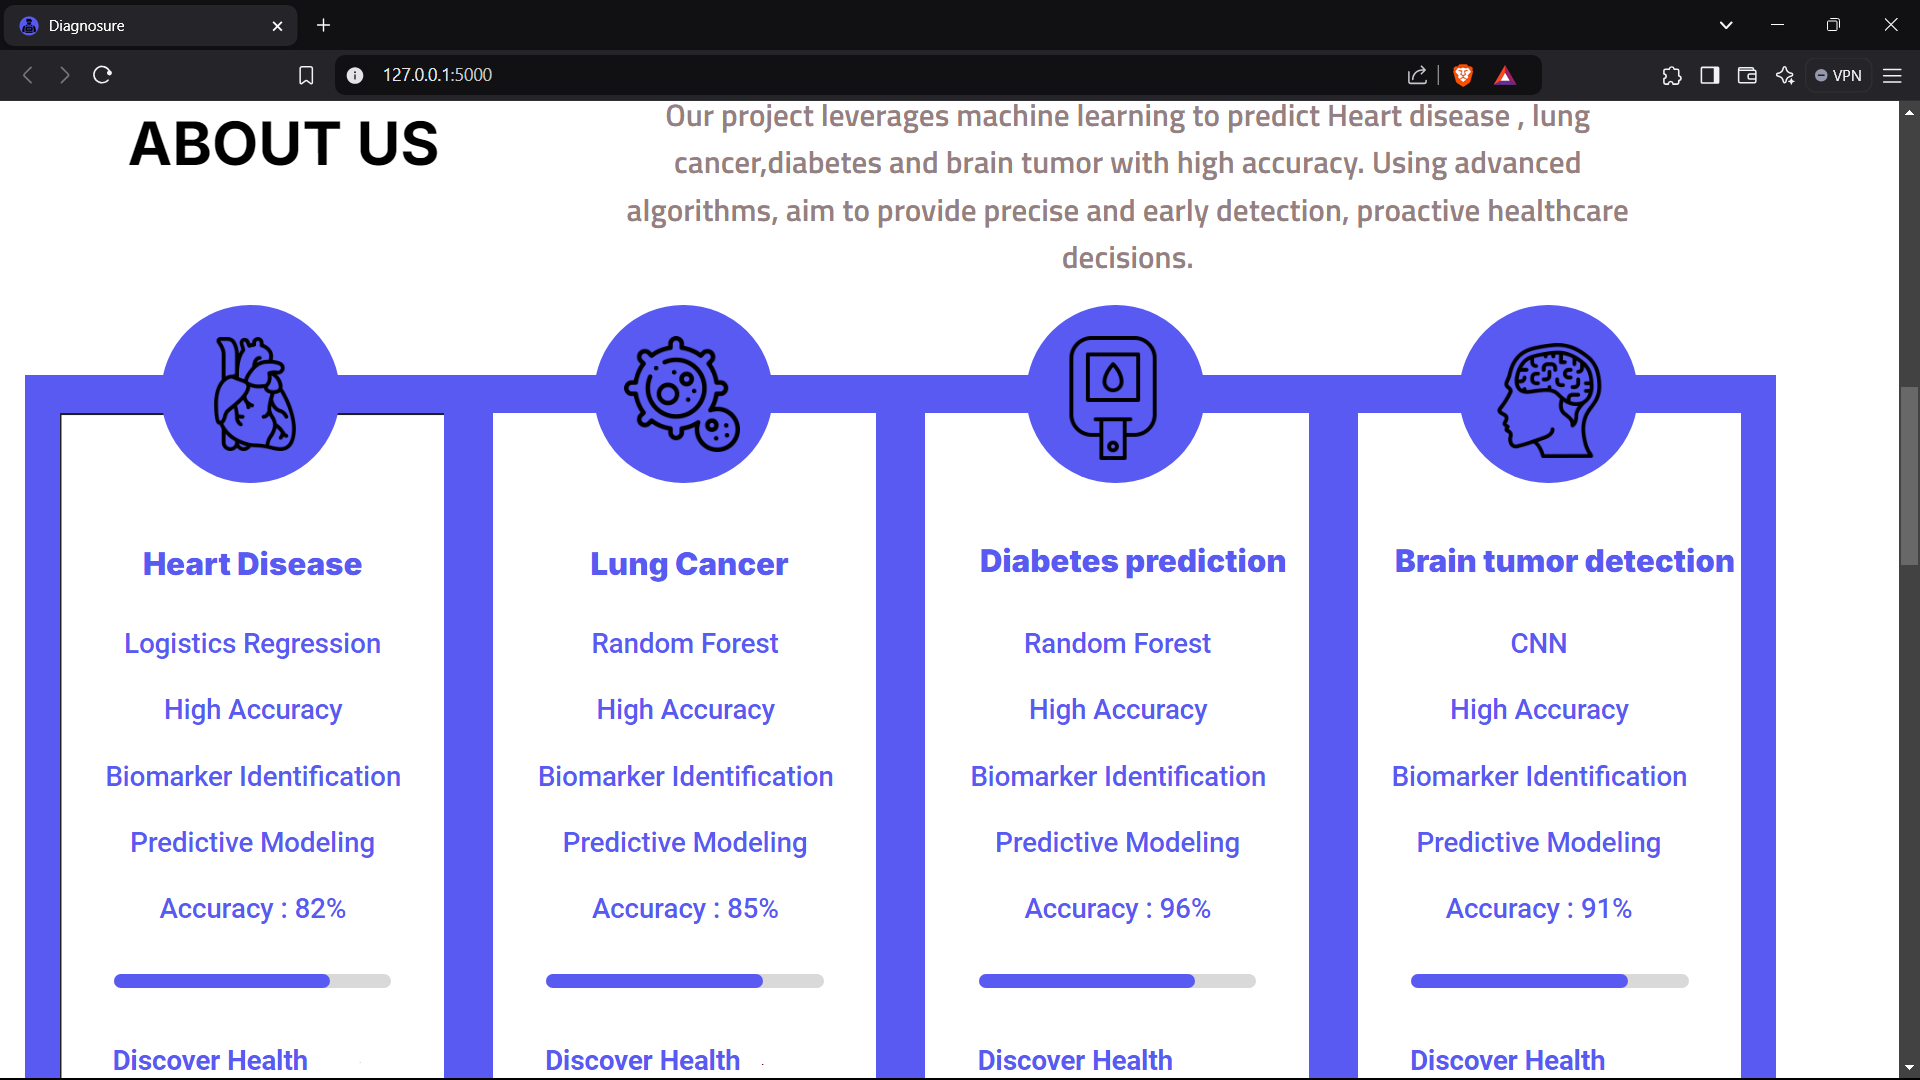 Diagnosure
127.0.0.1:5000
VPN
ABOUT US
Our project leverages machine learning to predict Heart disease , lung
cancer,diabetes and brain tumor with high accuracy. Using advanced
algorithms, aim to provide precise and early detection, proactive healthcare
decisions.
Heart Disease
Logistics Regression
High Accuracy
Biomarker Identification
Predictive Modeling
Accuracy : 82%
Discover Health
Lung Cancer
Random Forest
High Accuracy
Biomarker Identification
Predictive Modeling
Accuracy : 85%
Discover Health
Diabetes prediction
Random Forest
High Accuracy
Biomarker Identification
Predictive Modeling
Accuracy : 96%
Discover Health
Brain tumor detection
CNN
High Accuracy
Biomarker Identification
Predictive Modeling
Accuracy : 91%
Discover Health